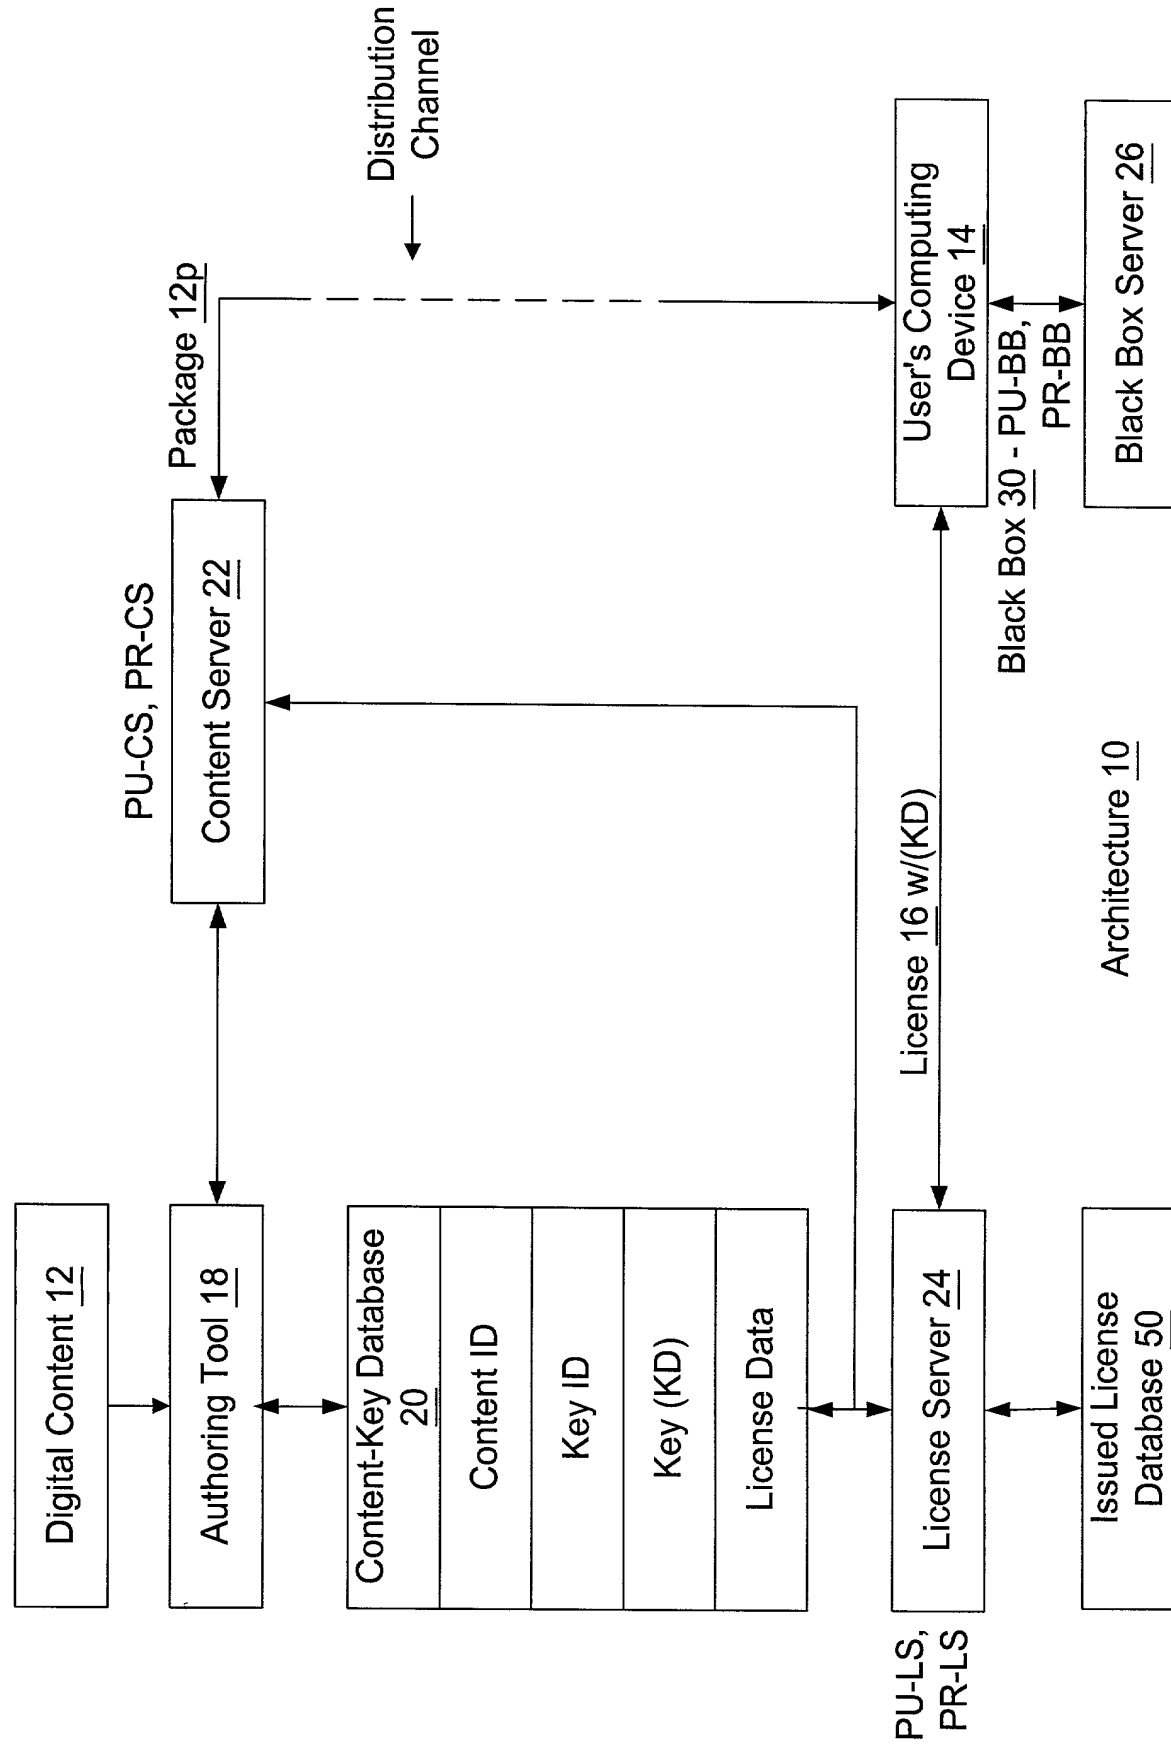 Digital Content 12
Authoring Tool 18
Content-Key Database
20
Content ID
Key ID
Key (KD)
License Data
PU-LS,
PR-LS
License Server 24
Issued License
Database 50
PU-CS, PR-CS
Content Server 22
Package 12p
Distribution
Channel
License 16 w/(KD)
User's Computing
Device 14
Black Box 30 - PU-BB,
PR-BB
Black Box Server 26
Architecture 10